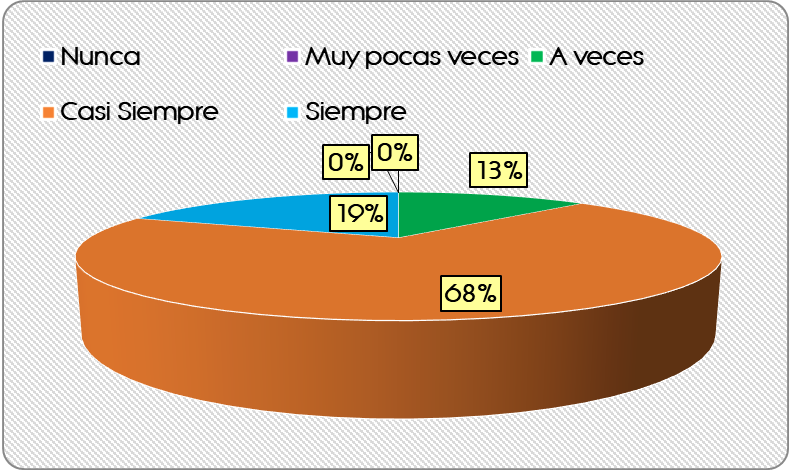 Nunca Muy pocas veces A veces
Casi Siempre Siempre
0% 0% 13%
19%
68%